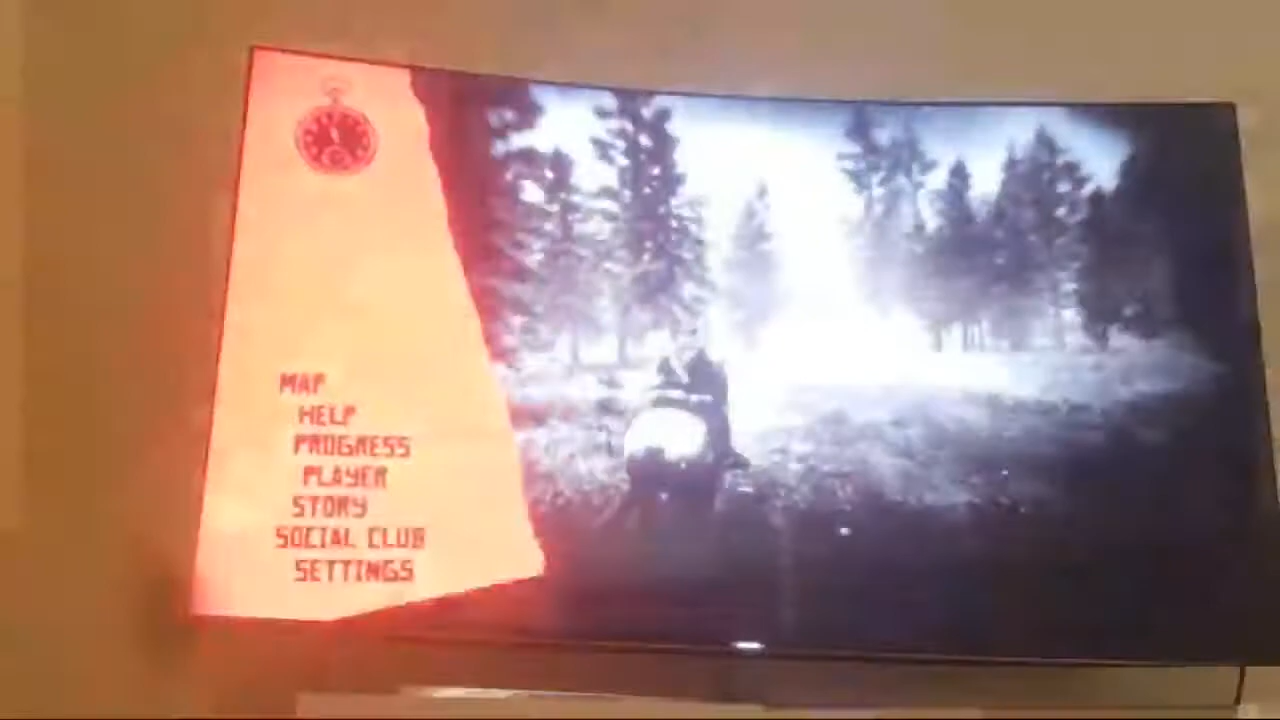 MAP
HELP
PROGRESS
PLAYER
STORY
SOCIAL CLUB
SETTINGS